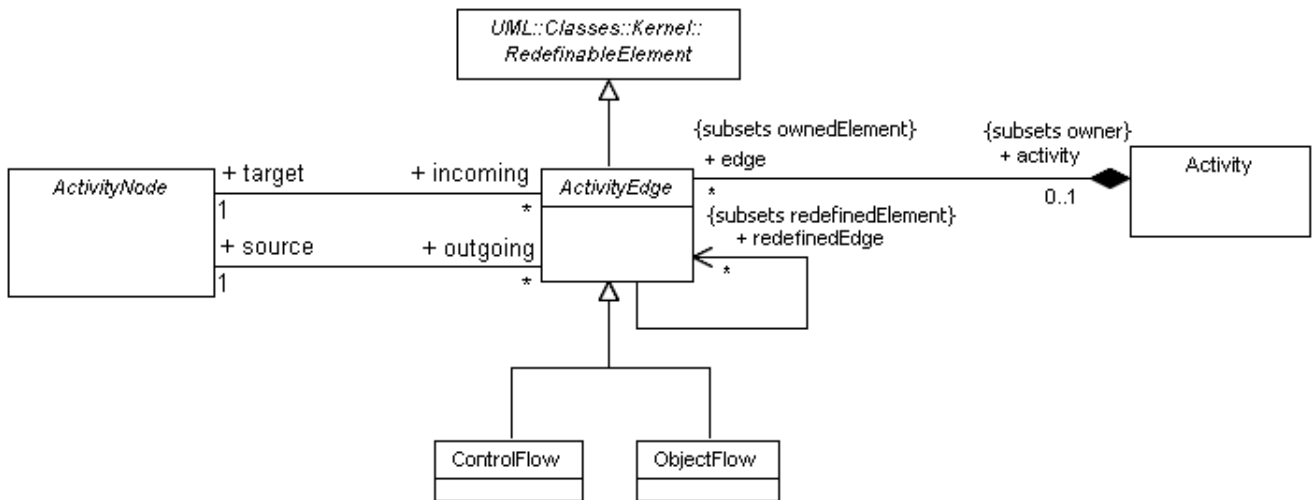 UML::Classes::Kernel::
RedefinableElement
{subsets ownedElement}
{subsets owner}
+ edge
+ activity
*
0..1
Activity
ActivityNode
+ target
+ incoming
1
*
ActivityEdge
{subsets redefinedElement}
+ redefinedEdge
*
+ source
+ outgoing
1
*
ControlFlow
ObjectFlow